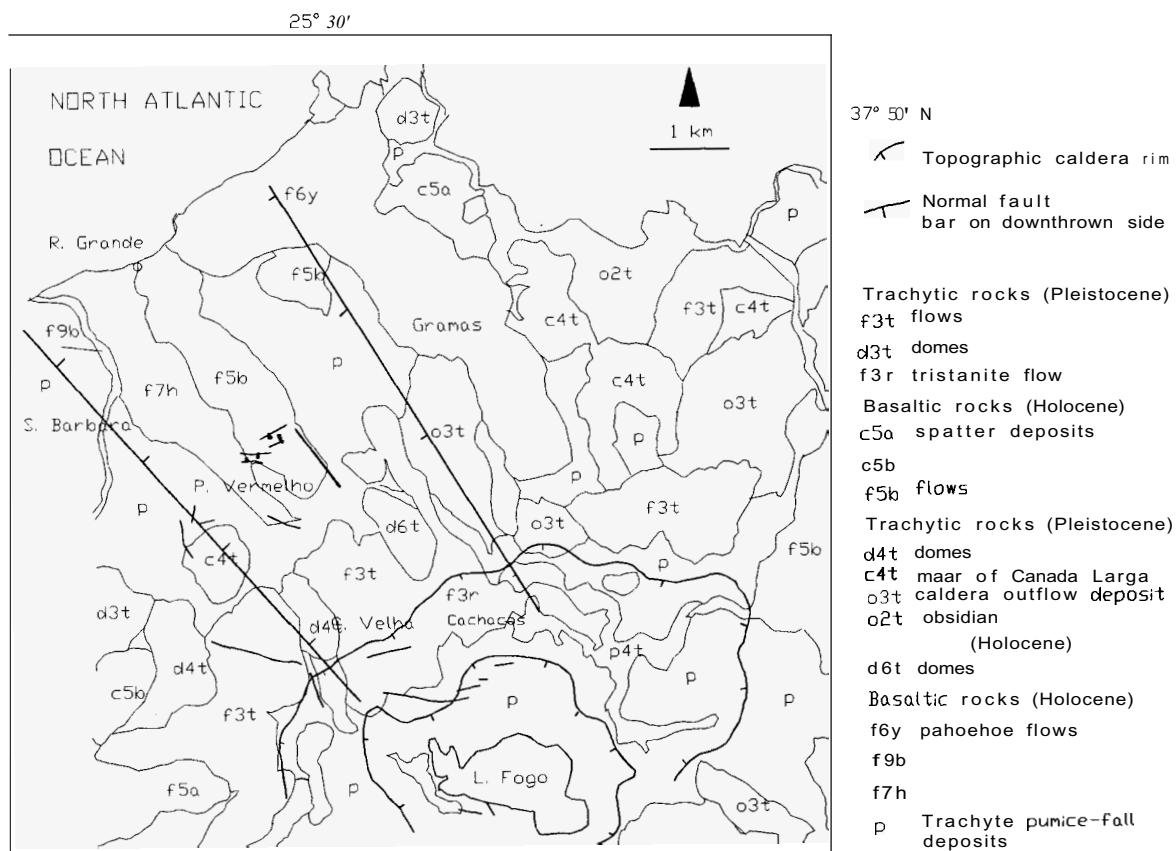 25° 30'
NORTH ATLANTIC
OCEAN
d3t
p
1 km
c5a
f6y
p
R. Grande
f5b
o2t
f3t
c4t
Gramas
c4t
f9b
p
f7h
f5b
p
c4t
o3t
S. Barbara
o3t
p
p
P. Vermelho
p
f3t
d6t
o3t
c4t
f3t
p
f5b
f3r
d3t
d4t
. Velha
Cachacas
p4t
d4t
p
c5b
p
p
f3t
L. Fogo
f5a
p
o3t
37° 50' N
Topographic caldera rim
Normal fault
bar on downthrown side
Trachytic rocks (Pleistocene)
f3t flows
d3t domes
f3r tristanite flow
Basaltic rocks (Holocene)
c5a spatter deposits
c5b
f5b flows
Trachytic rocks (Pleistocene)
d4t domes
c4t maar of Canada Larga
o3t caldera outflow deposit
o2t obsidian
(Holocene)
d6t domes
Basaltic rocks (Holocene)
f6y pahoehoe flows
f9b
f7h
p Trachyte pumice-fall
deposits